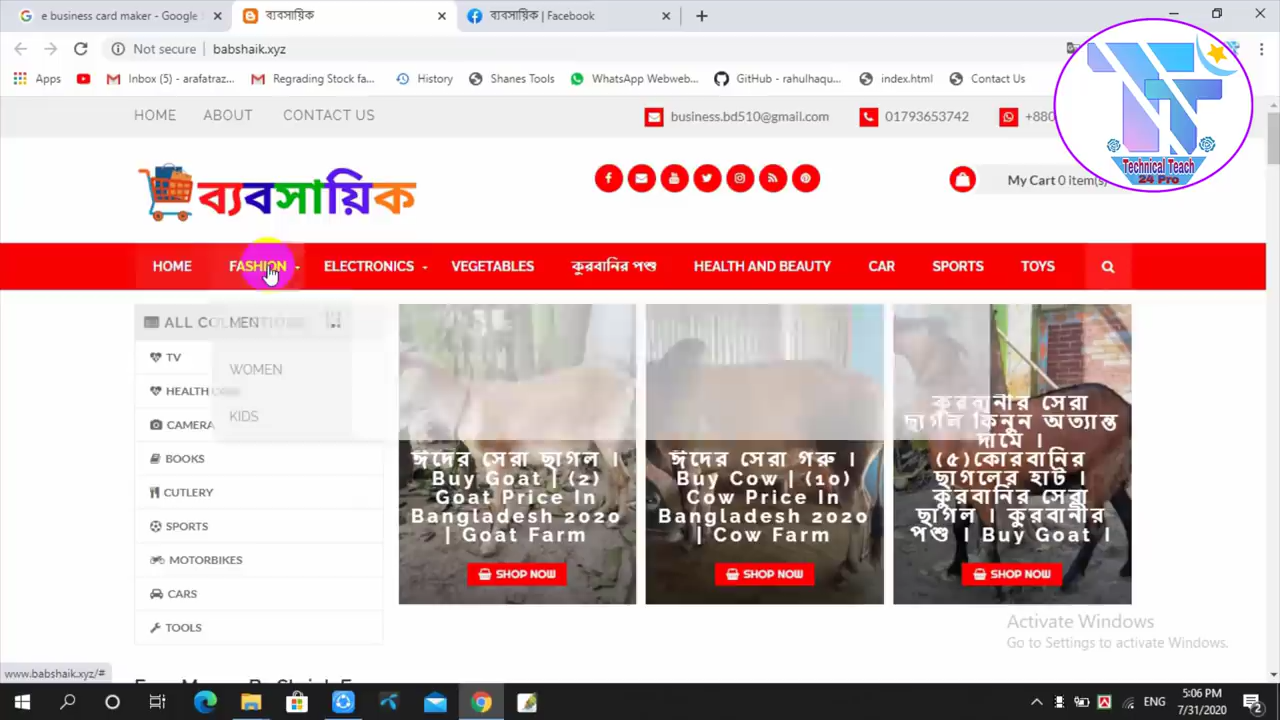 e business card maker - Google
ব্যবসায়িক
ব্যবসায়িক | Facebook
Not secure
babshaik.xyz
Apps
Inbox (5) - arafatraz...
Regrading Stock fa...
History
Shanes Tools
WhatsApp Webweb...
GitHub - rahulhaqu...
index.html
Contact Us
Technical Teach
24 Pro
HOME
ABOUT
CONTACT US
business.bd510@gmail.com
01793653742
+880
ব্যবসায়িক
My Cart 0 item(s)
HOME
FASHION
ELECTRONICS
VEGETABLES
কুরবানির পশু
HEALTH AND BEAUTY
CAR
SPORTS
TOYS
ALL COL
MEN
TV
WOMEN
HEALTH
KIDS
CAMERA
BOOKS
CUTLERY
SPORTS
MOTORBIKES
CARS
TOOLS
ঈদের সেরা ছাগল ।
Buy Goat | (2)
Goat Price In
Bangladesh 2020
| Goat Farm
SHOP NOW
ঈদের সেরা গরু ।
Buy Cow | (10)
Cow Price In
Bangladesh 2020
| Cow Farm
SHOP NOW
কুরবানীর সেরা
ছাগল কিনুন অত্যান্ত
দামে ।
(৫)কোরবানির
ছাগলের হাট ।
কুরবানির সেরা
ছাগল । কুরবানীর
পশু । Buy Goat ।
SHOP NOW
Activate Windows
Go to Settings to activate Windows.
www.babshaik.xyz/#
ENG
5:06 PM
7/31/2020
2